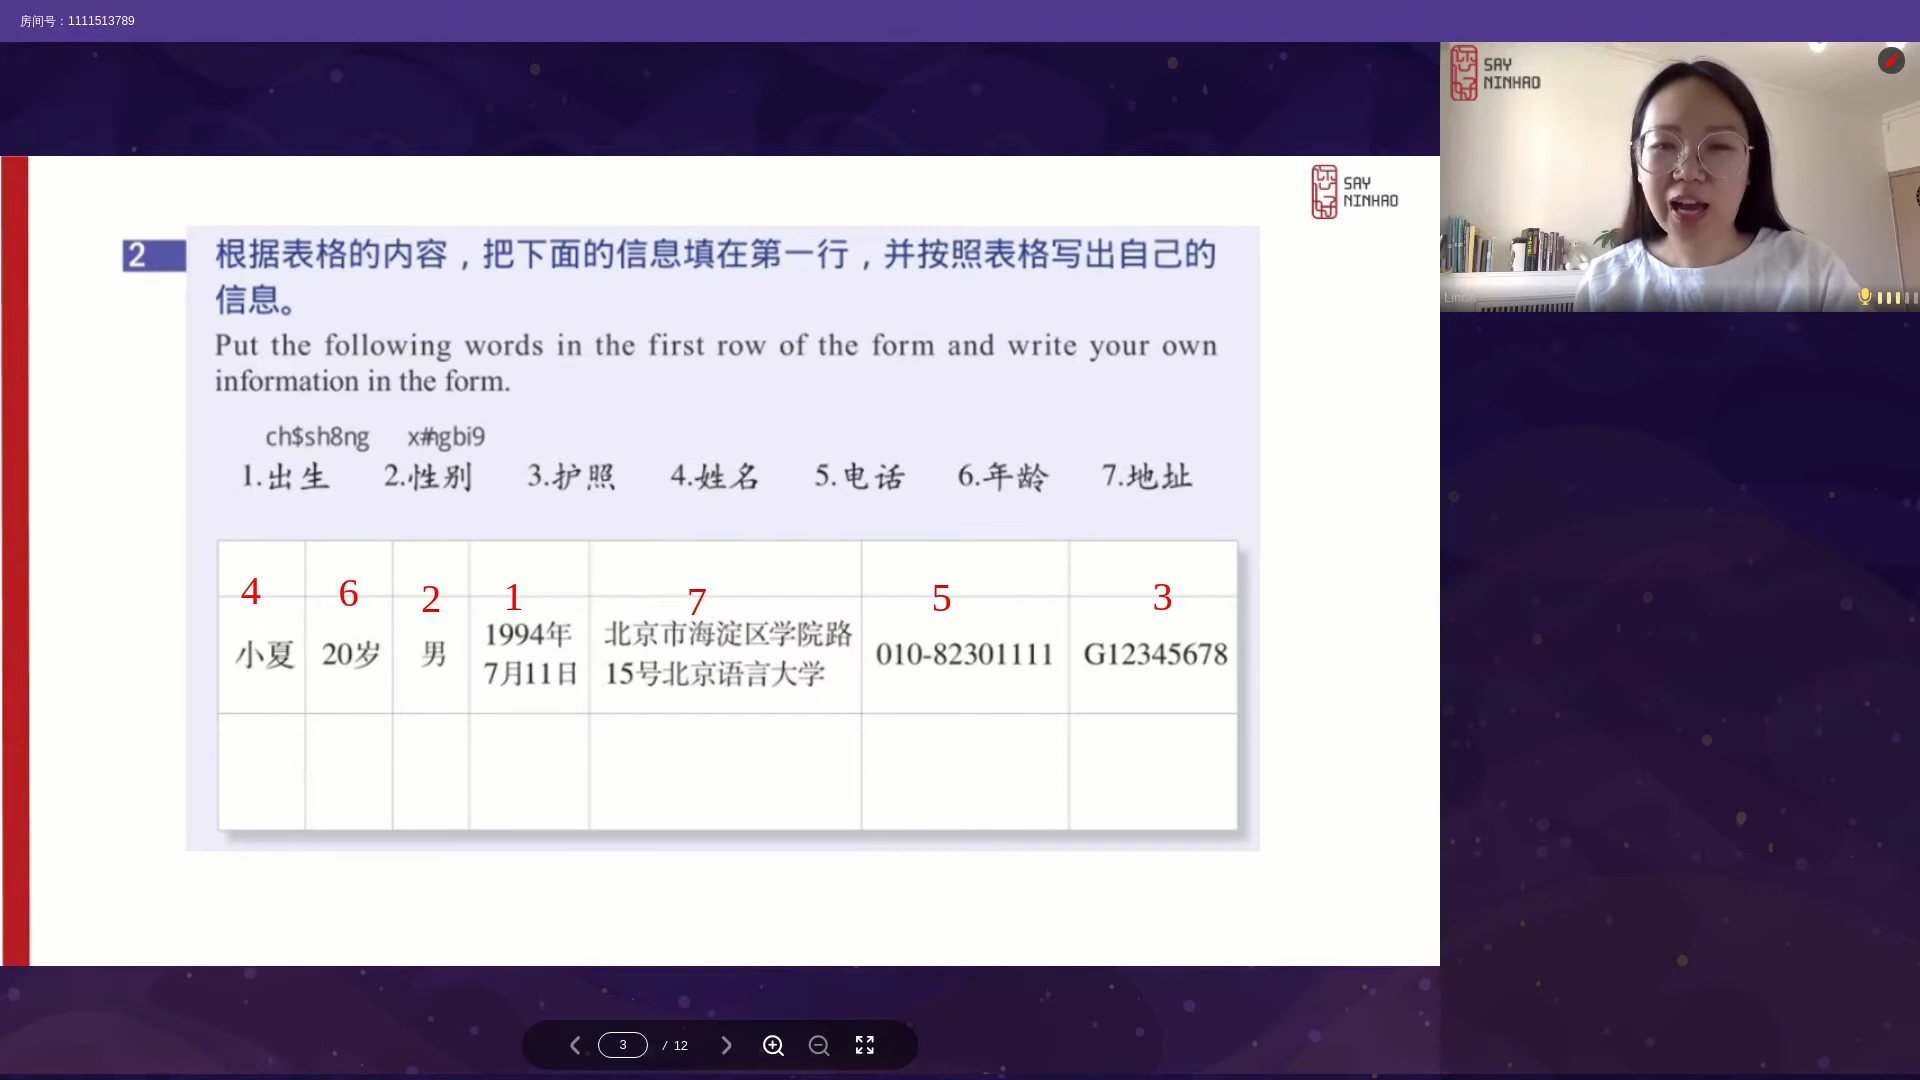 房间号：1111513789
SAY
NINHAO
SAY
NINHAO
2
根据表格的内容，把下面的信息填在第一行，并按照表格写出自己的
信息。
Put the following words in the first row of the form and write your own
information in the form.
ch$sh8ng x#ngbi9
1.出生 2.性别 3.护照 4.姓名 5.电话 6.年龄 7.地址
4 6 2 1 7 5 3
小夏 20岁 男 1994年 7月11日 北京市海淀区学院路 15号北京语言大学 010-82301111 G12345678
Linda
3 / 12